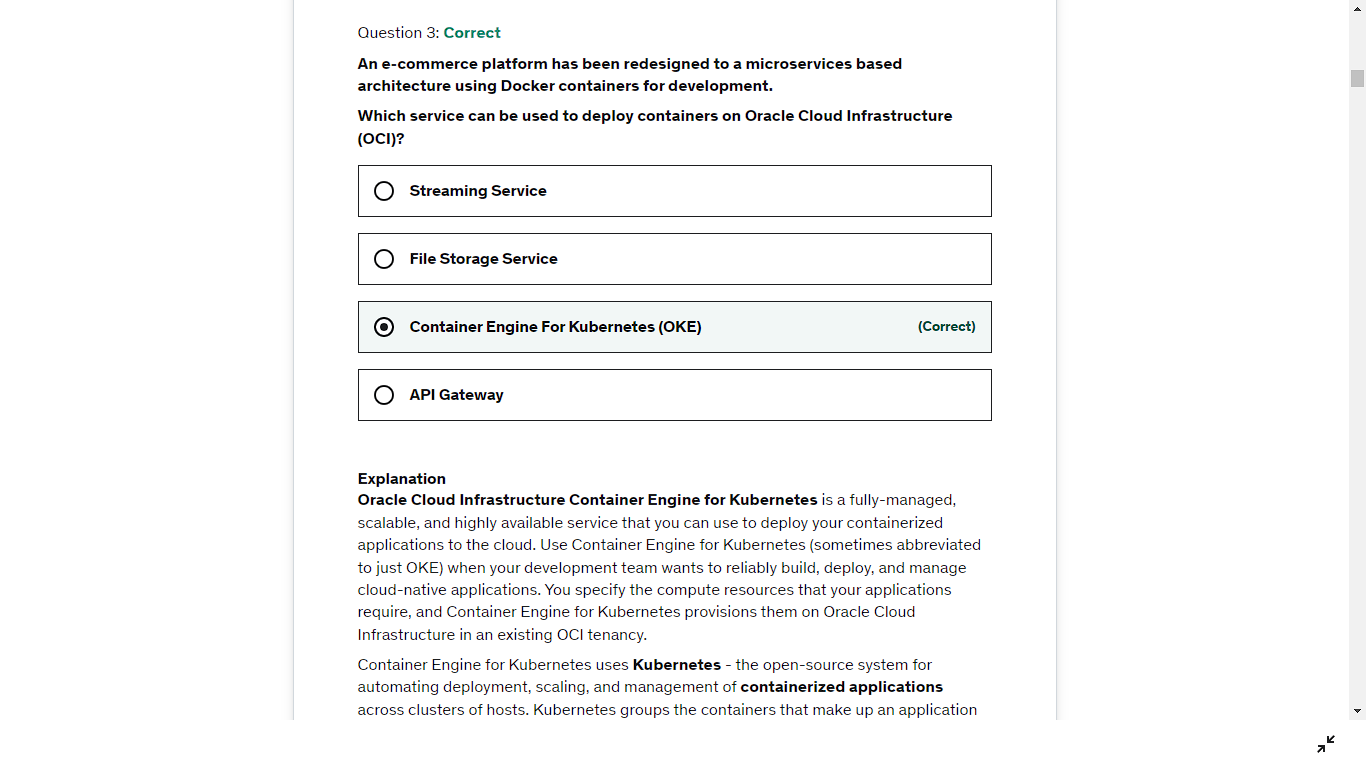 Question 3: Correct
An e-commerce platform has been redesigned to a microservices based
architecture using Docker containers for development.
Which service can be used to deploy containers on Oracle Cloud Infrastructure
(OCI)?
Streaming Service
File Storage Service
Container Engine For Kubernetes (OKE) (Correct)
API Gateway
Explanation
Oracle Cloud Infrastructure Container Engine for Kubernetes is a fully-managed,
scalable, and highly available service that you can use to deploy your containerized
applications to the cloud. Use Container Engine for Kubernetes (sometimes abbreviated
to just OKE) when your development team wants to reliably build, deploy, and manage
cloud-native applications. You specify the compute resources that your applications
require, and Container Engine for Kubernetes provisions them on Oracle Cloud
Infrastructure in an existing OCI tenancy.
Container Engine for Kubernetes uses Kubernetes - the open-source system for
automating deployment, scaling, and management of containerized applications
across clusters of hosts. Kubernetes groups the containers that make up an application